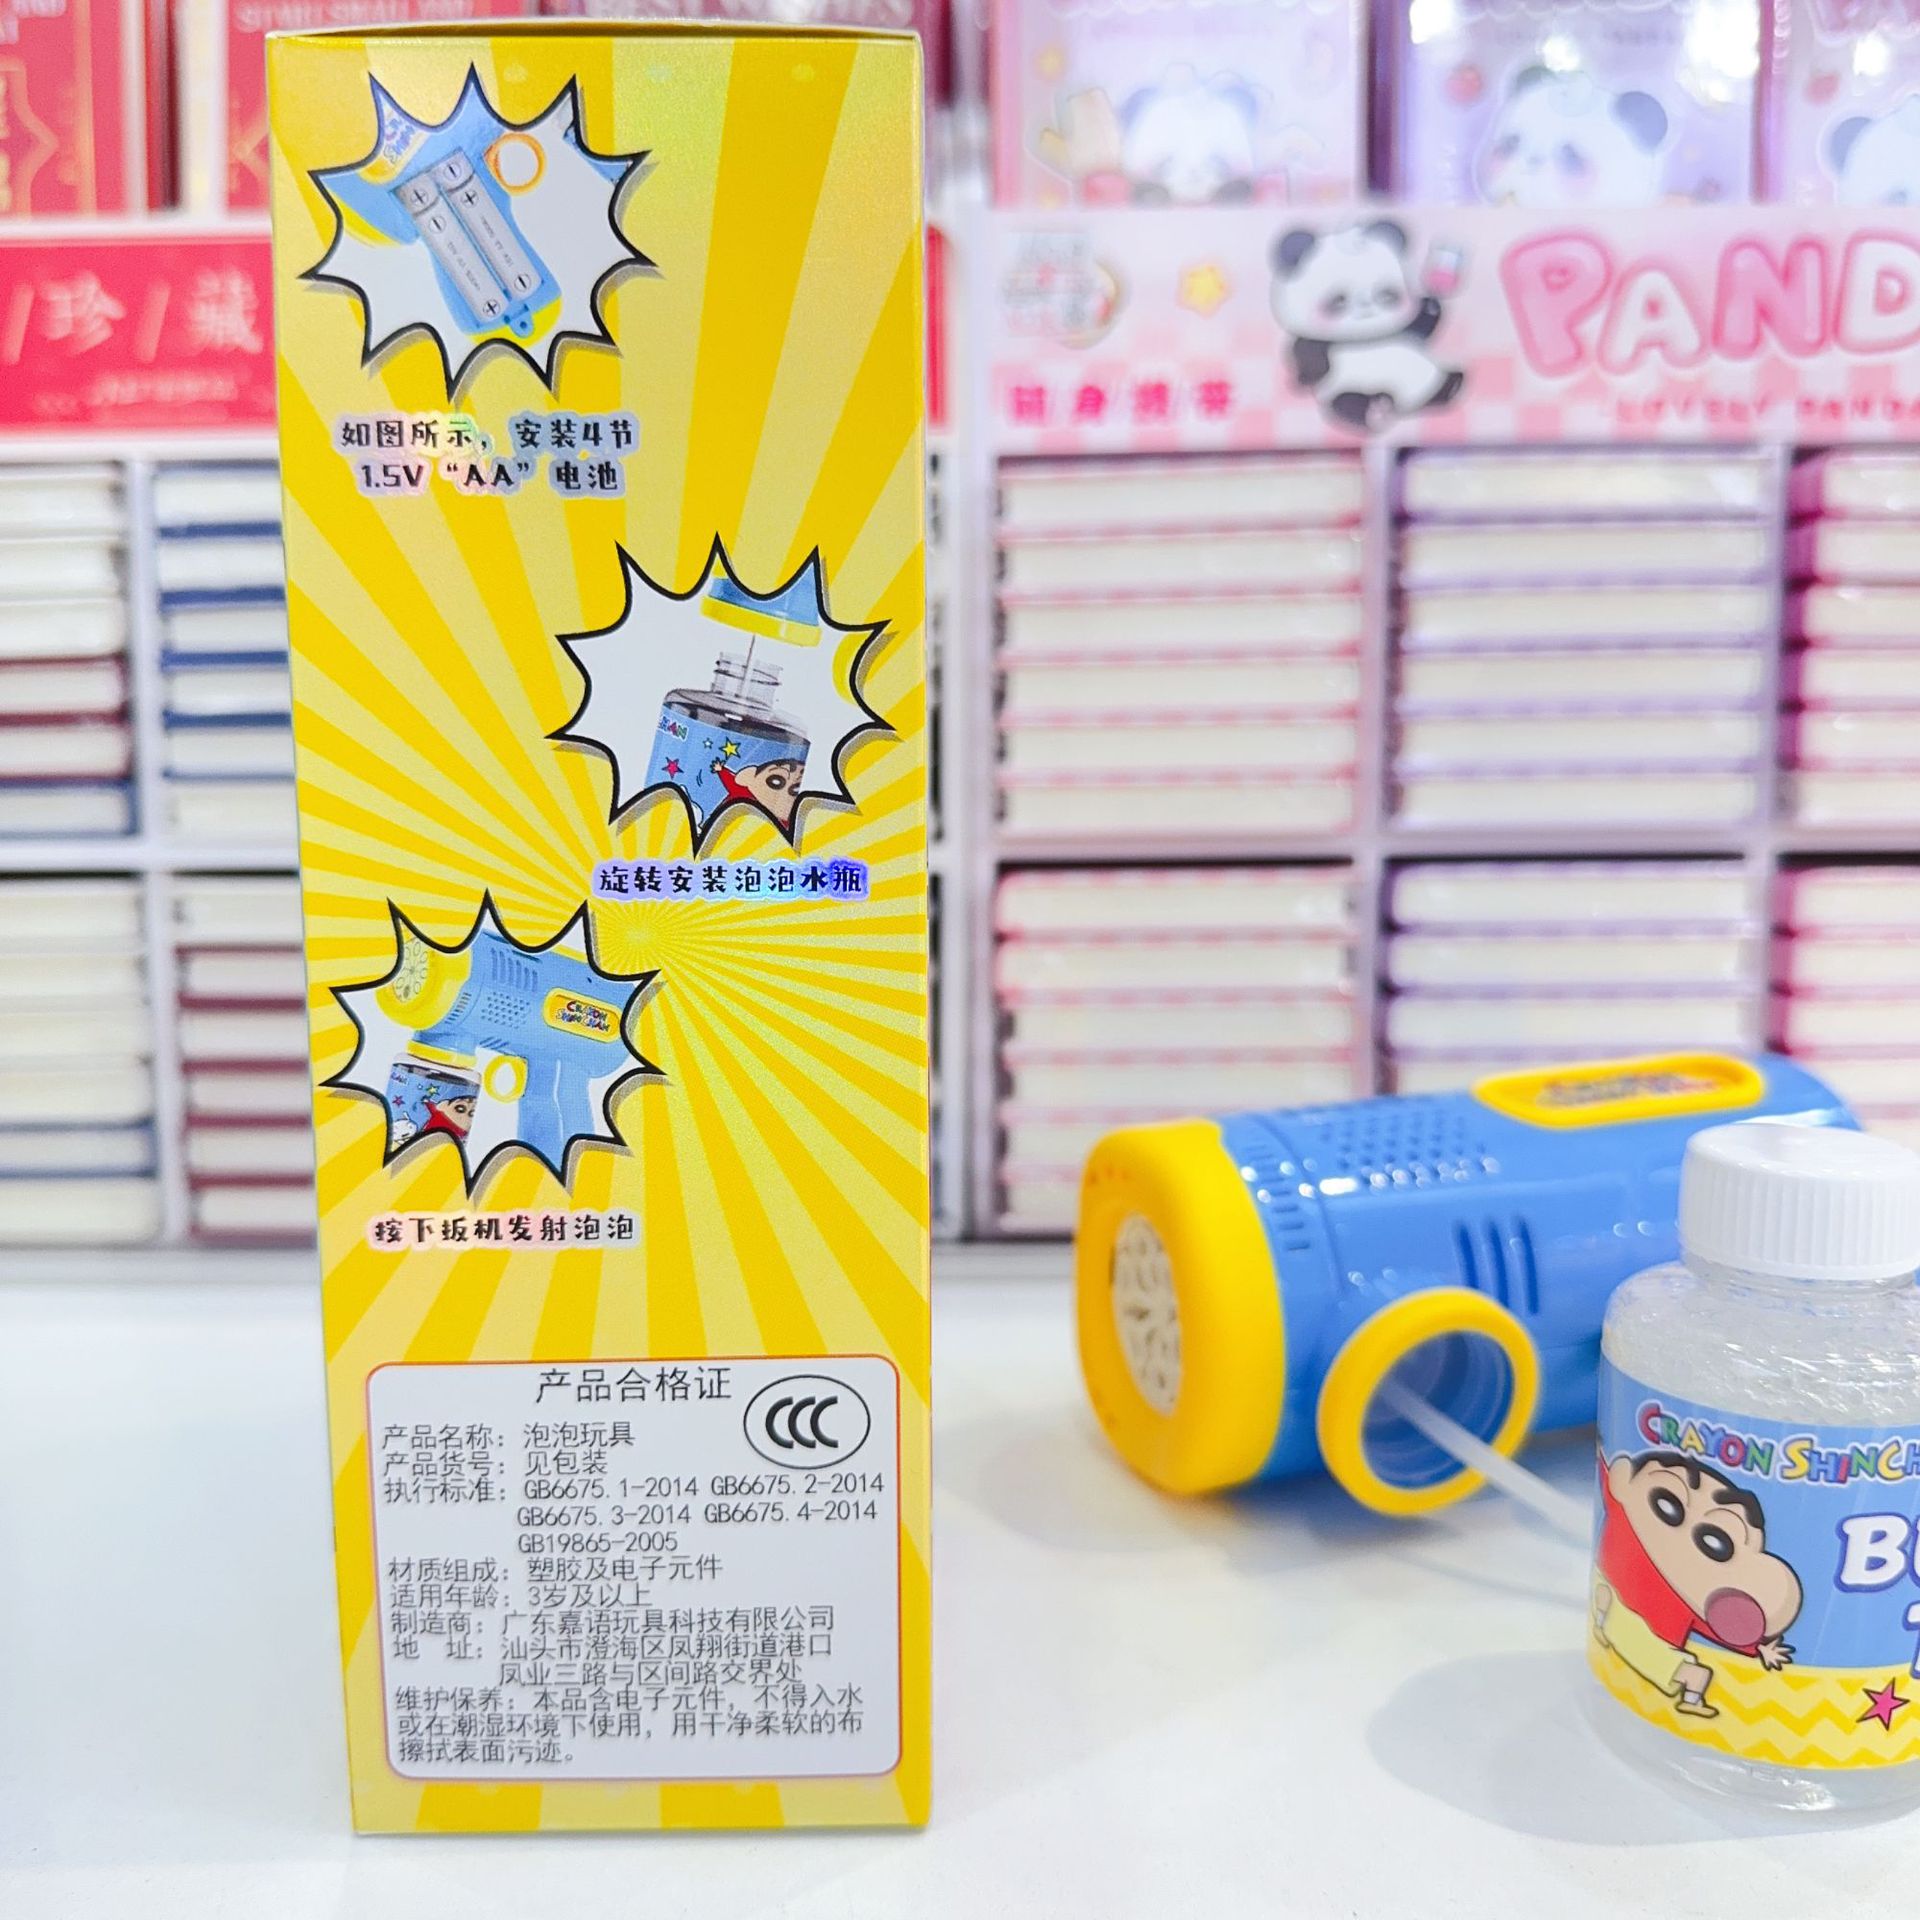 如图所示，安装4节
1.5V “AA” 电池
旋转安装泡泡水瓶
CRAYON
SHINCHAN
按下扳机发射泡泡
产品合格证
CCC
产品名称：泡泡玩具
产品货号：见包装
执行标准：GB6675.1-2014 GB6675.2-2014
GB6675.3-2014 GB6675.4-2014
GB19865-2005
材质组成：塑胶及电子元件
适用年龄：3岁及以上
制造商：广东嘉语玩具科技有限公司
地 址：汕头市澄海区凤翔街道港口
凤业三路与区间路交界处
维护保养：本品含电子元件，不得入水
或在潮湿环境下使用，用干净柔软的布
擦拭表面污迹。
/珍/藏
PAND
随/身/携/带
CRAYON SHINCH